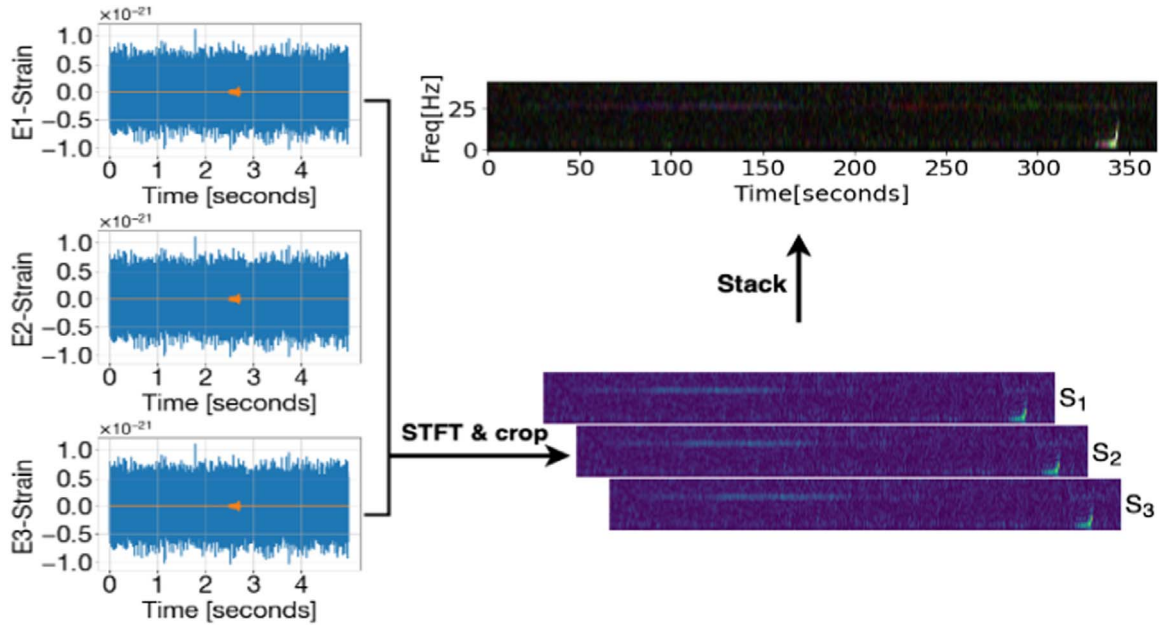 ×10⁻²¹
E1-Strain
1.0
0.5
0.0
−0.5
−1.0
0 1 2 3 4
Time [seconds]
×10⁻²¹
E2-Strain
1.0
0.5
0.0
−0.5
−1.0
0 1 2 3 4
Time [seconds]
×10⁻²¹
E3-Strain
1.0
0.5
0.0
−0.5
−1.0
0 1 2 3 4
Time [seconds]
STFT & crop
S₁
S₂
S₃
Stack
Freq[Hz]
25
0
0 50 100 150 200 250 300 350
Time[seconds]